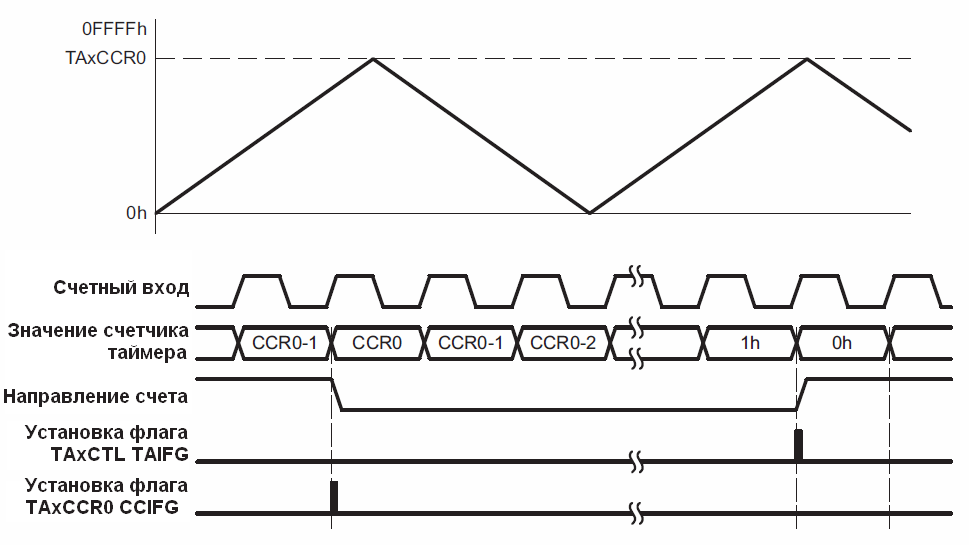 0FFFFh
TAxCCR0
0h
Счетный вход
Значение счетчика
таймера
CCR0-1 CCR0 CCR0-1 CCR0-2 1h 0h
Направление счета
Установка флага
TAxCTL TAIFG
Установка флага
TAxCCR0 CCIFG